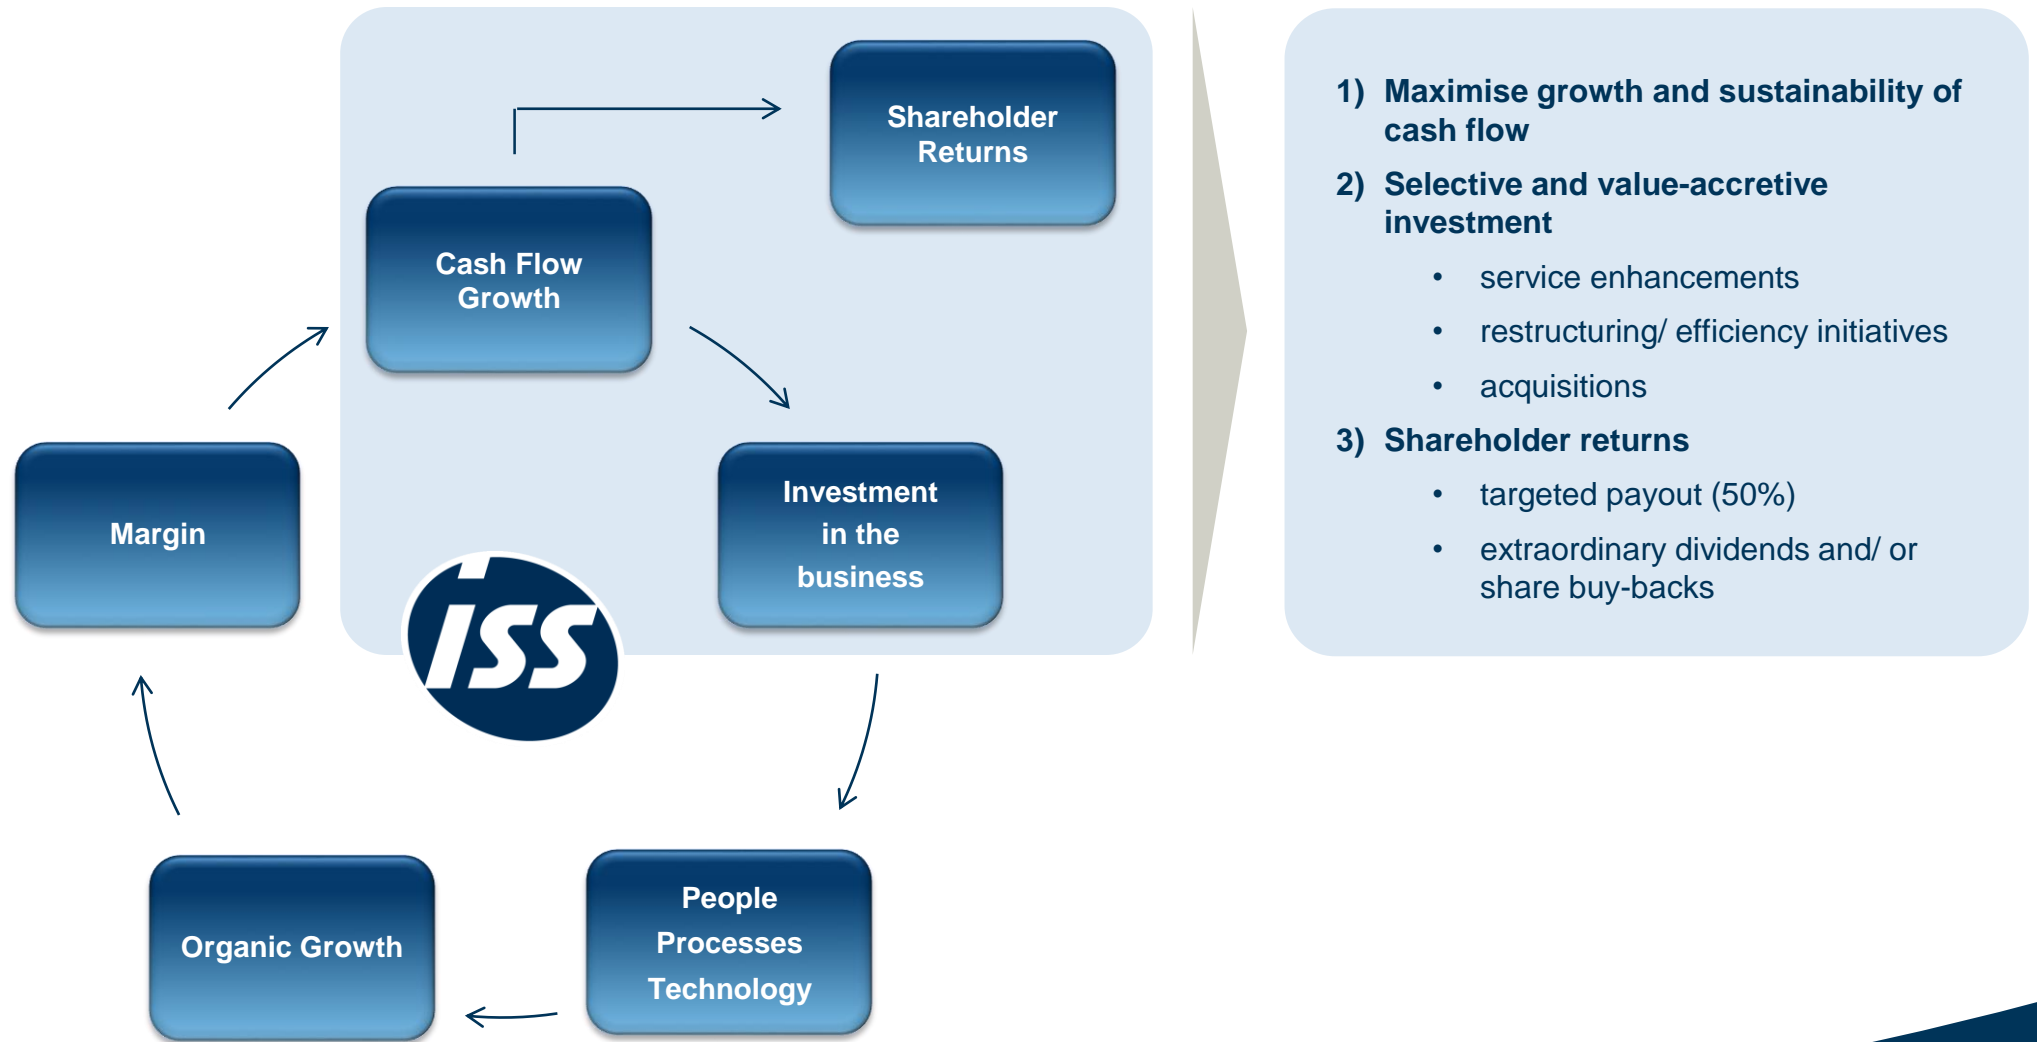 Shareholder
Returns
Cash Flow
Growth
Investment
in the
business
Margin
ISS
People
Processes
Technology
Organic Growth
1) Maximise growth and sustainability of
cash flow
2) Selective and value-accretive
investment
• service enhancements
• restructuring/ efficiency initiatives
• acquisitions
3) Shareholder returns
• targeted payout (50%)
• extraordinary dividends and/ or
share buy-backs